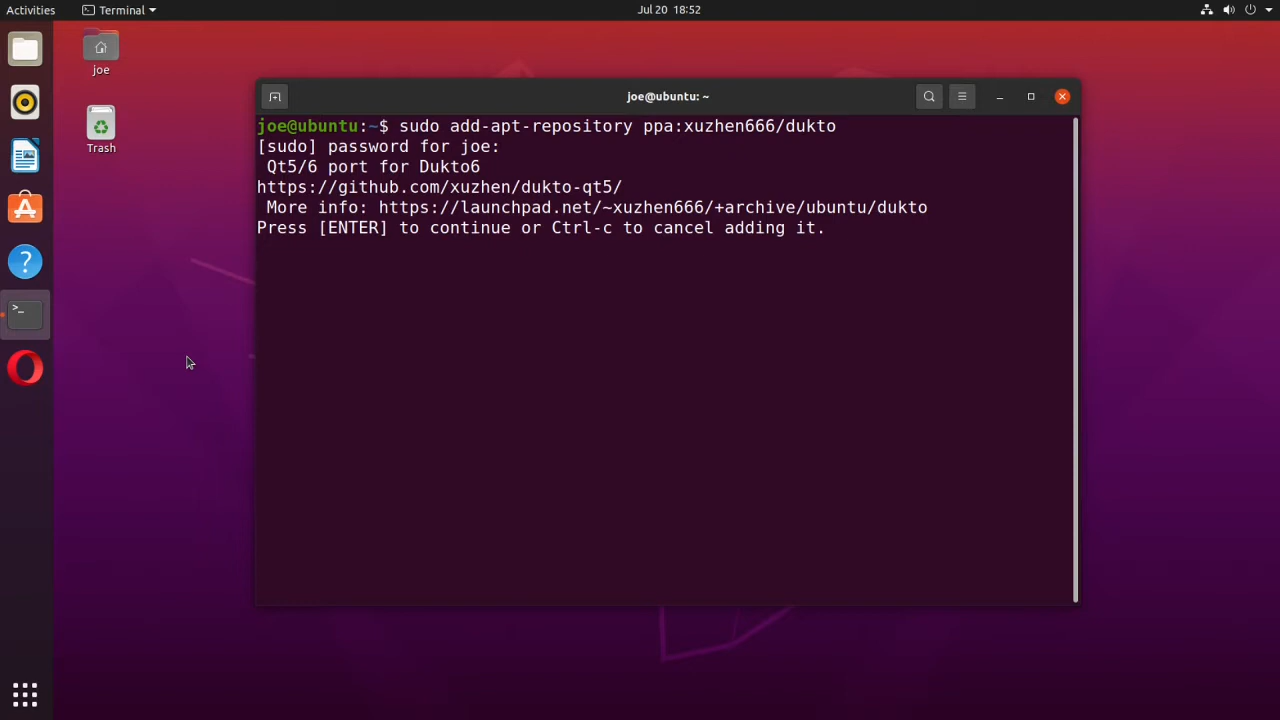 Activities
Terminal
Jul 20 18:52
joe
Trash
joe@ubuntu: ~
joe@ubuntu:~$ sudo add-apt-repository ppa:xuzhen666/dukto
[sudo] password for joe:
Qt5/6 port for Dukto6
https://github.com/xuzhen/dukto-qt5/
More info: https://launchpad.net/~xuzhen666/+archive/ubuntu/dukto
Press [ENTER] to continue or Ctrl-c to cancel adding it.